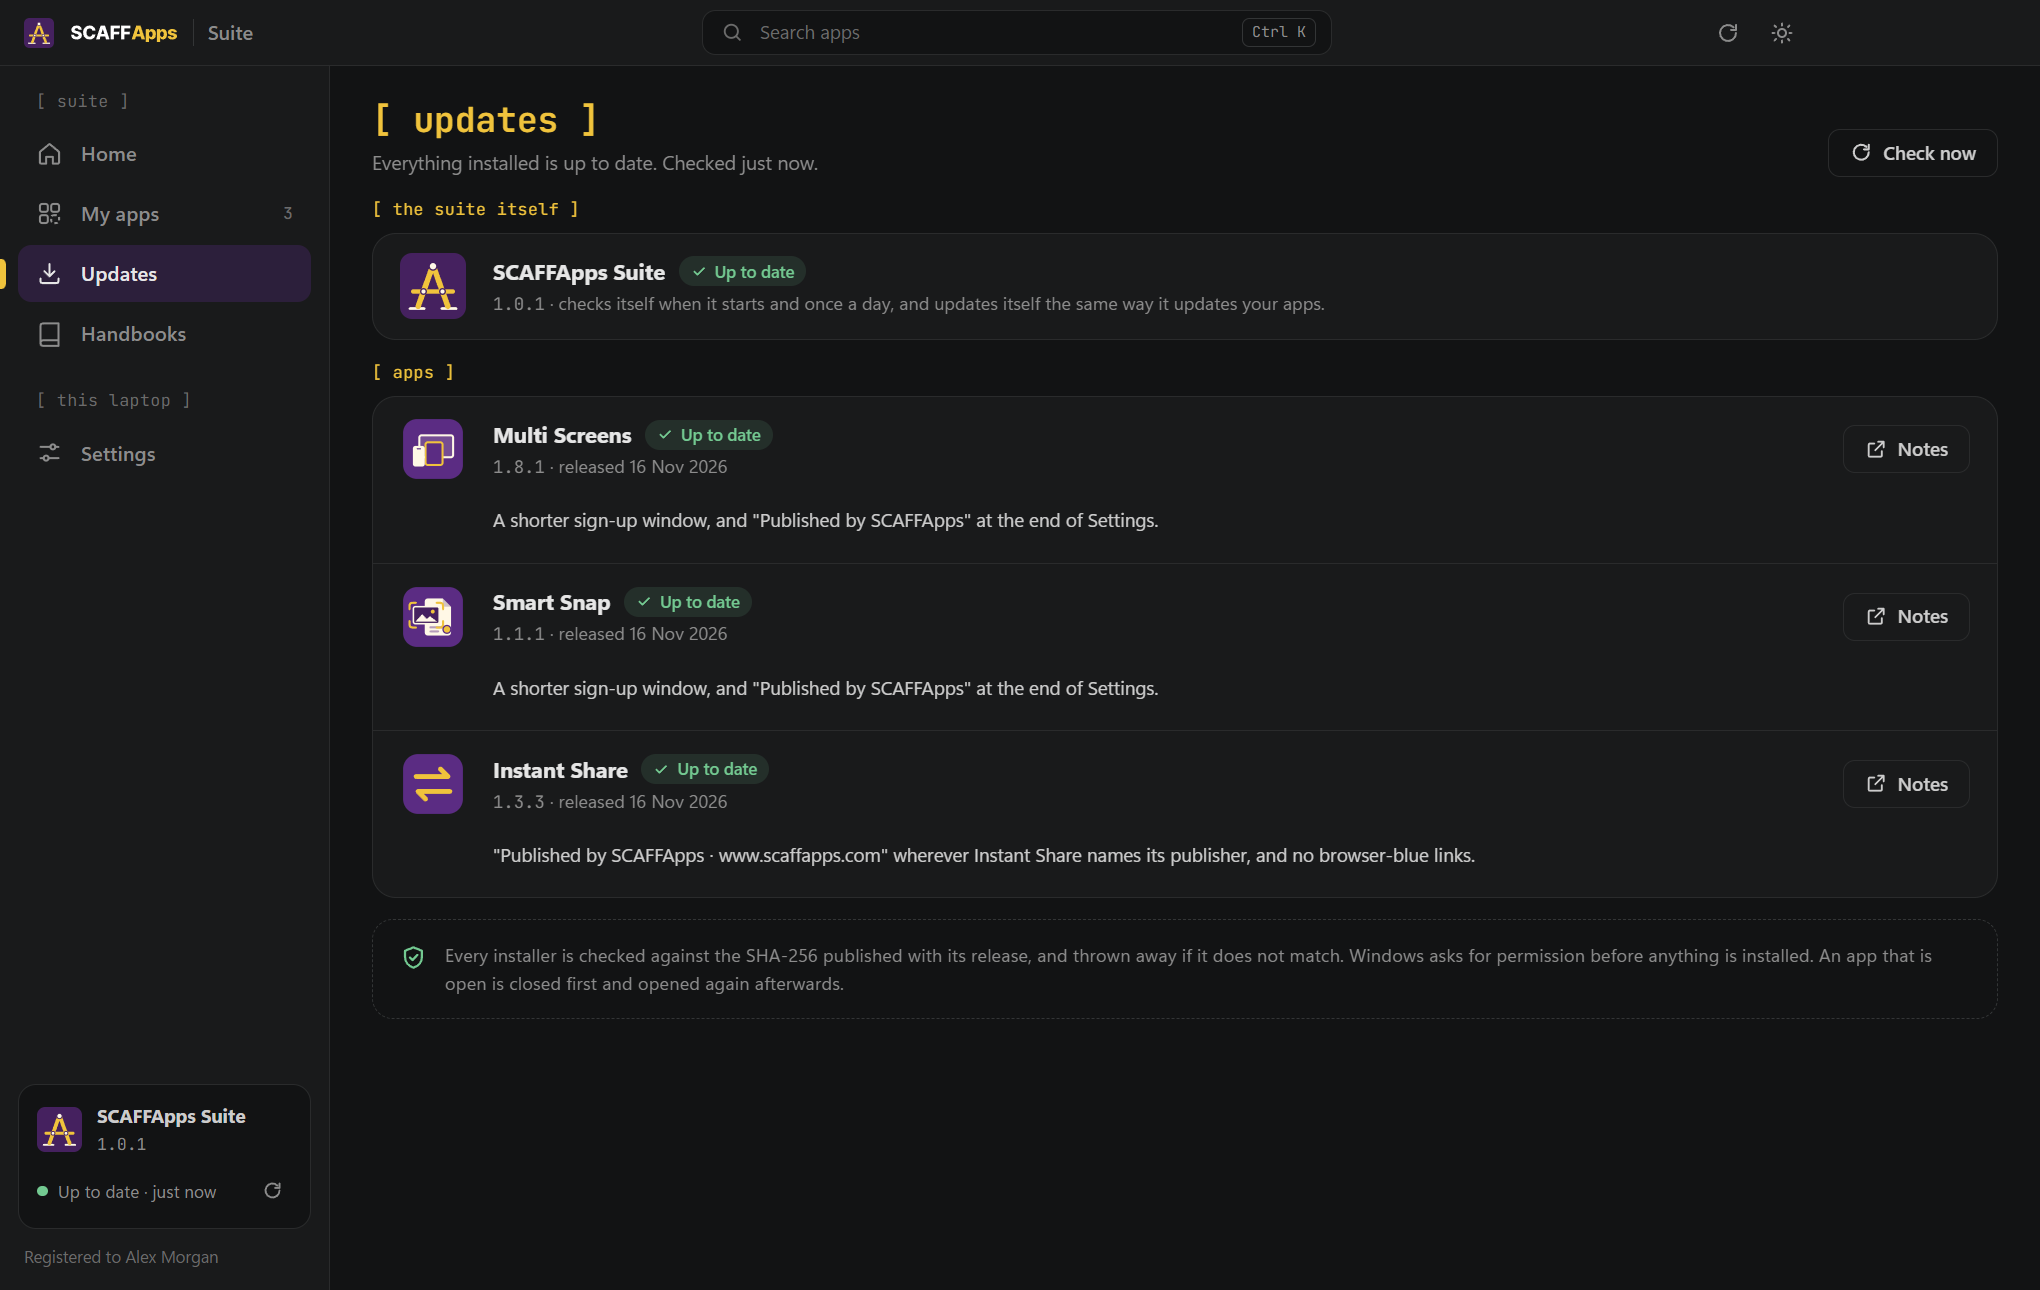 SCAFFApps Suite
Search apps
Ctrl K
[ suite ]
Home
My apps 3
Updates
Handbooks
[ this laptop ]
Settings
SCAFFApps Suite
1.0.1
Up to date · just now
Registered to Alex Morgan
[ updates ]
Everything installed is up to date. Checked just now.
Check now
[ the suite itself ]
SCAFFApps Suite Up to date
1.0.1 · checks itself when it starts and once a day, and updates itself the same way it updates your apps.
[ apps ]
Multi Screens Up to date
1.8.1 · released 16 Nov 2026
Notes
A shorter sign-up window, and "Published by SCAFFApps" at the end of Settings.
Smart Snap Up to date
1.1.1 · released 16 Nov 2026
Notes
A shorter sign-up window, and "Published by SCAFFApps" at the end of Settings.
Instant Share Up to date
1.3.3 · released 16 Nov 2026
Notes
"Published by SCAFFApps · www.scaffapps.com" wherever Instant Share names its publisher, and no browser-blue links.
Every installer is checked against the SHA-256 published with its release, and thrown away if it does not match. Windows asks for permission before anything is installed. An app that is
open is closed first and opened again afterwards.